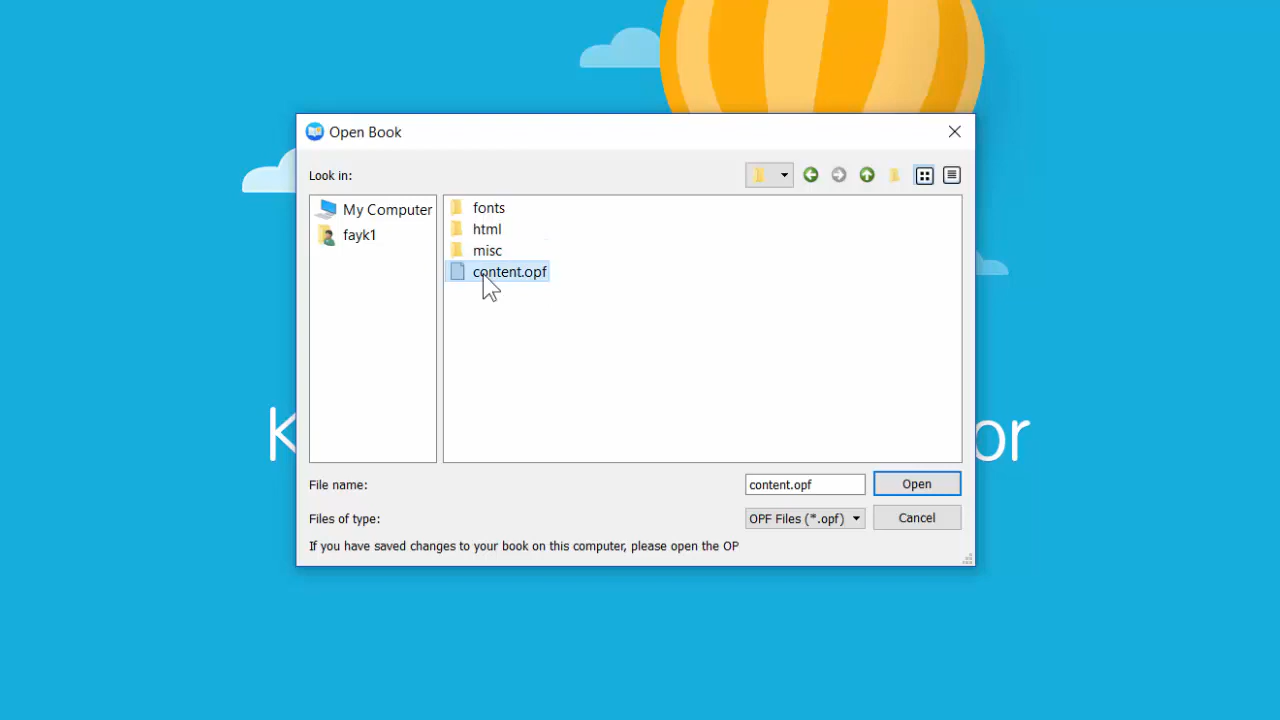 Open Book
Look in:
My Computer
fayk1
fonts
html
misc
content.opf
File name:
content.opf
Open
Files of type:
OPF Files (*.opf)
Cancel
If you have saved changes to your book on this computer, please open the OP
K
or